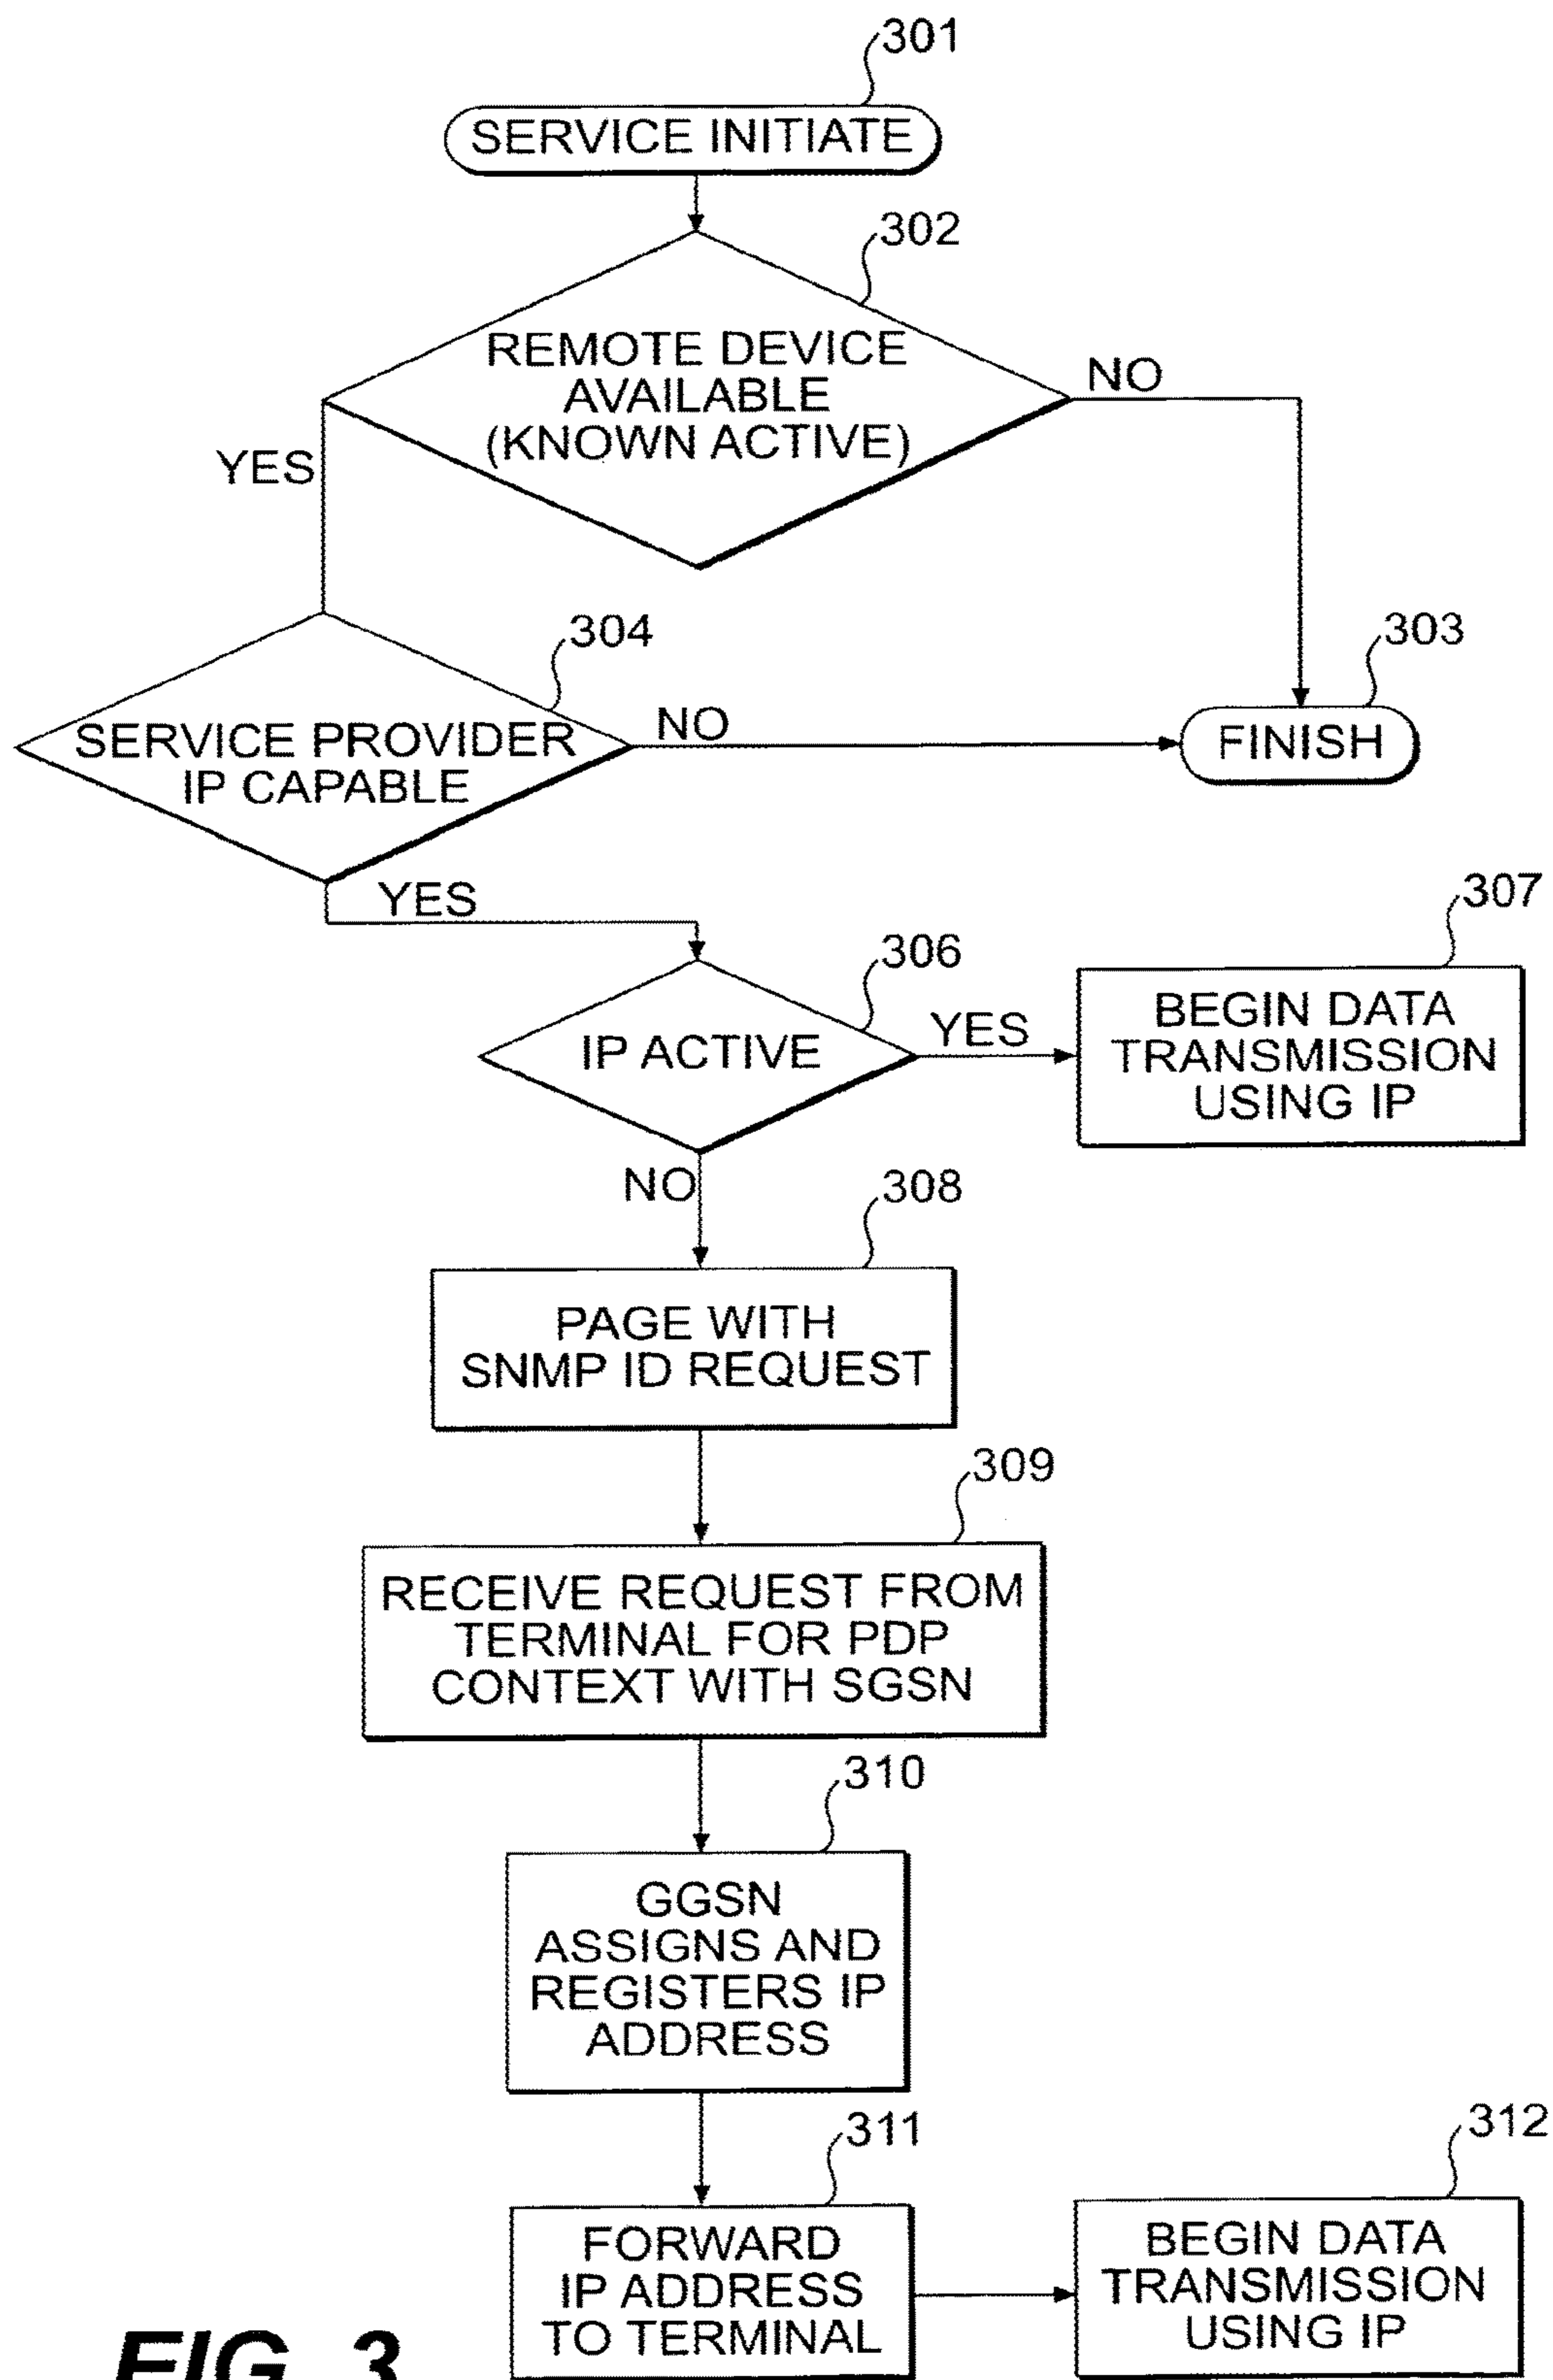 301
SERVICE INITIATE
302
REMOTE DEVICE
AVAILABLE
(KNOWN ACTIVE)
NO
YES
304
303
SERVICE PROVIDER
IP CAPABLE
NO
FINISH
YES
307
306
IP ACTIVE
YES
BEGIN DATA
TRANSMISSION
USING IP
NO
308
PAGE WITH
SNMP ID REQUEST
309
RECEIVE REQUEST FROM
TERMINAL FOR PDP
CONTEXT WITH SGSN
310
GGSN
ASSIGNS AND
REGISTERS IP
ADDRESS
311
312
FORWARD
IP ADDRESS
TO TERMINAL
BEGIN DATA
TRANSMISSION
USING IP
FIG. 3